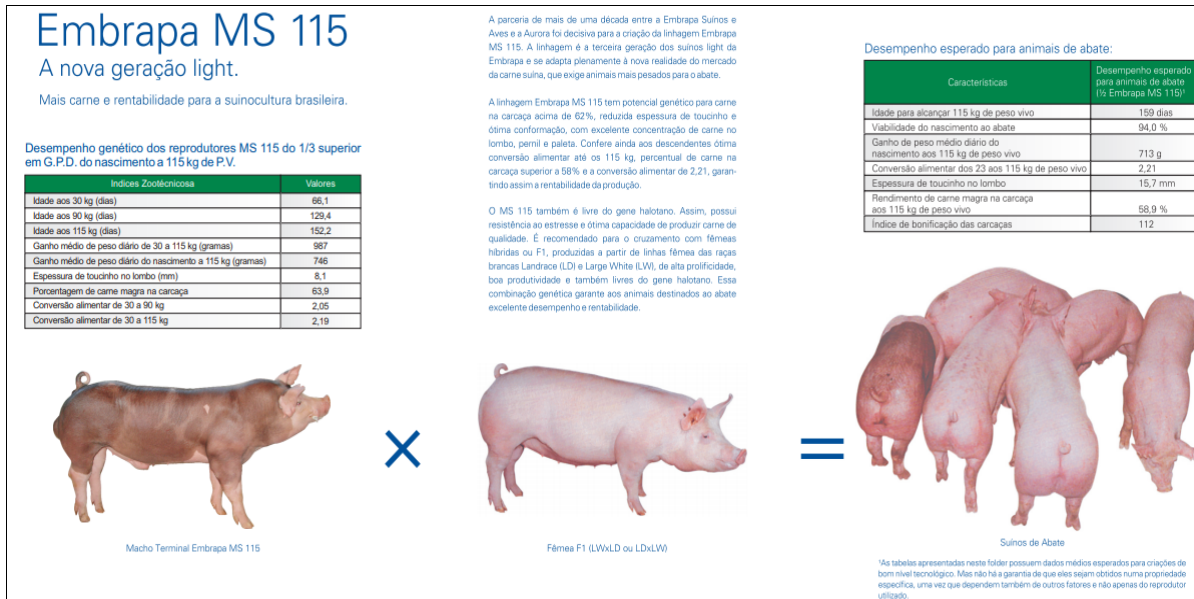 Embrapa MS 115
A nova geração light.
Mais carne e rentabilidade para a suinocultura brasileira.
Desempenho genético dos reprodutores MS 115 do 1/3 superior
em G.P.D. do nascimento a 115 kg de P.V.
Indices Zootécnicosa Valores
Idade aos 30 kg (dias) 66,1
Idade aos 90 kg (dias) 129,4
Idade aos 115 kg (dias) 152,2
Ganho médio de peso diário de 30 a 115 kg (gramas) 987
Ganho médio de peso diário do nascimento a 115 kg (gramas) 746
Espessura de toucinho no lombo (mm) 8,1
Porcentagem de carne magra na carcaça 63,9
Conversão alimentar de 30 a 90 kg 2,05
Conversão alimentar de 30 a 115 kg 2,19
Macho Terminal Embrapa MS 115
A parceria de mais de uma década entre a Embrapa Suínos e
Aves e a Aurora foi decisiva para a criação da linhagem Embrapa
MS 115. A linhagem é a terceira geração dos suínos light da
Embrapa e se adapta plenamente à nova realidade do mercado
da carne suína, que exige animais mais pesados para o abate.
A linhagem Embrapa MS 115 tem potencial genético para carne
na carcaça acima de 62%, reduzida espessura de toucinho e
ótima conformação, com excelente concentração de carne no
lombo, pernil e paleta. Confere ainda aos descendentes ótima
conversão alimentar até os 115 kg, percentual de carne na
carcaça superior a 58% e a conversão alimentar de 2,21, garan-
tindo assim a rentabilidade da produção.
O MS 115 também é livre do gene halotano. Assim, possui
resistência ao estresse e ótima capacidade de produzir carne de
qualidade. É recomendado para o cruzamento com fêmeas
híbridas ou F1, produzidas a partir de linhas fêmea das raças
brancas Landrace (LD) e Large White (LW), de alta prolificidade,
boa produtividade e também livres do gene halotano. Essa
combinação genética garante aos animais destinados ao abate
excelente desempenho e rentabilidade.
×
Fêmea F1 (LWxLD ou LDxLW)
=
Desempenho esperado para animais de abate:
Características Desempenho esperado
para animais de abate
(½ Embrapa MS 115)¹
Idade para alcançar 115 kg de peso vivo 159 dias
Viabilidade do nascimento ao abate 94,0 %
Ganho de peso médio diário do
nascimento aos 115 kg de peso vivo 713 g
Conversão alimentar dos 23 aos 115 kg de peso vivo 2,21
Espessura de toucinho no lombo 15,7 mm
Rendimento de carne magra na carcaça
aos 115 kg de peso vivo 58,9 %
Índice de bonificação das carcaças 112
Suínos de Abate
¹As tabelas apresentadas neste folder possuem dados médios esperados para criações de
bom nível tecnológico. Mas não há a garantia de que eles sejam obtidos numa propriedade
específica, uma vez que dependem também de outros fatores e não apenas do reprodutor
utilizado.